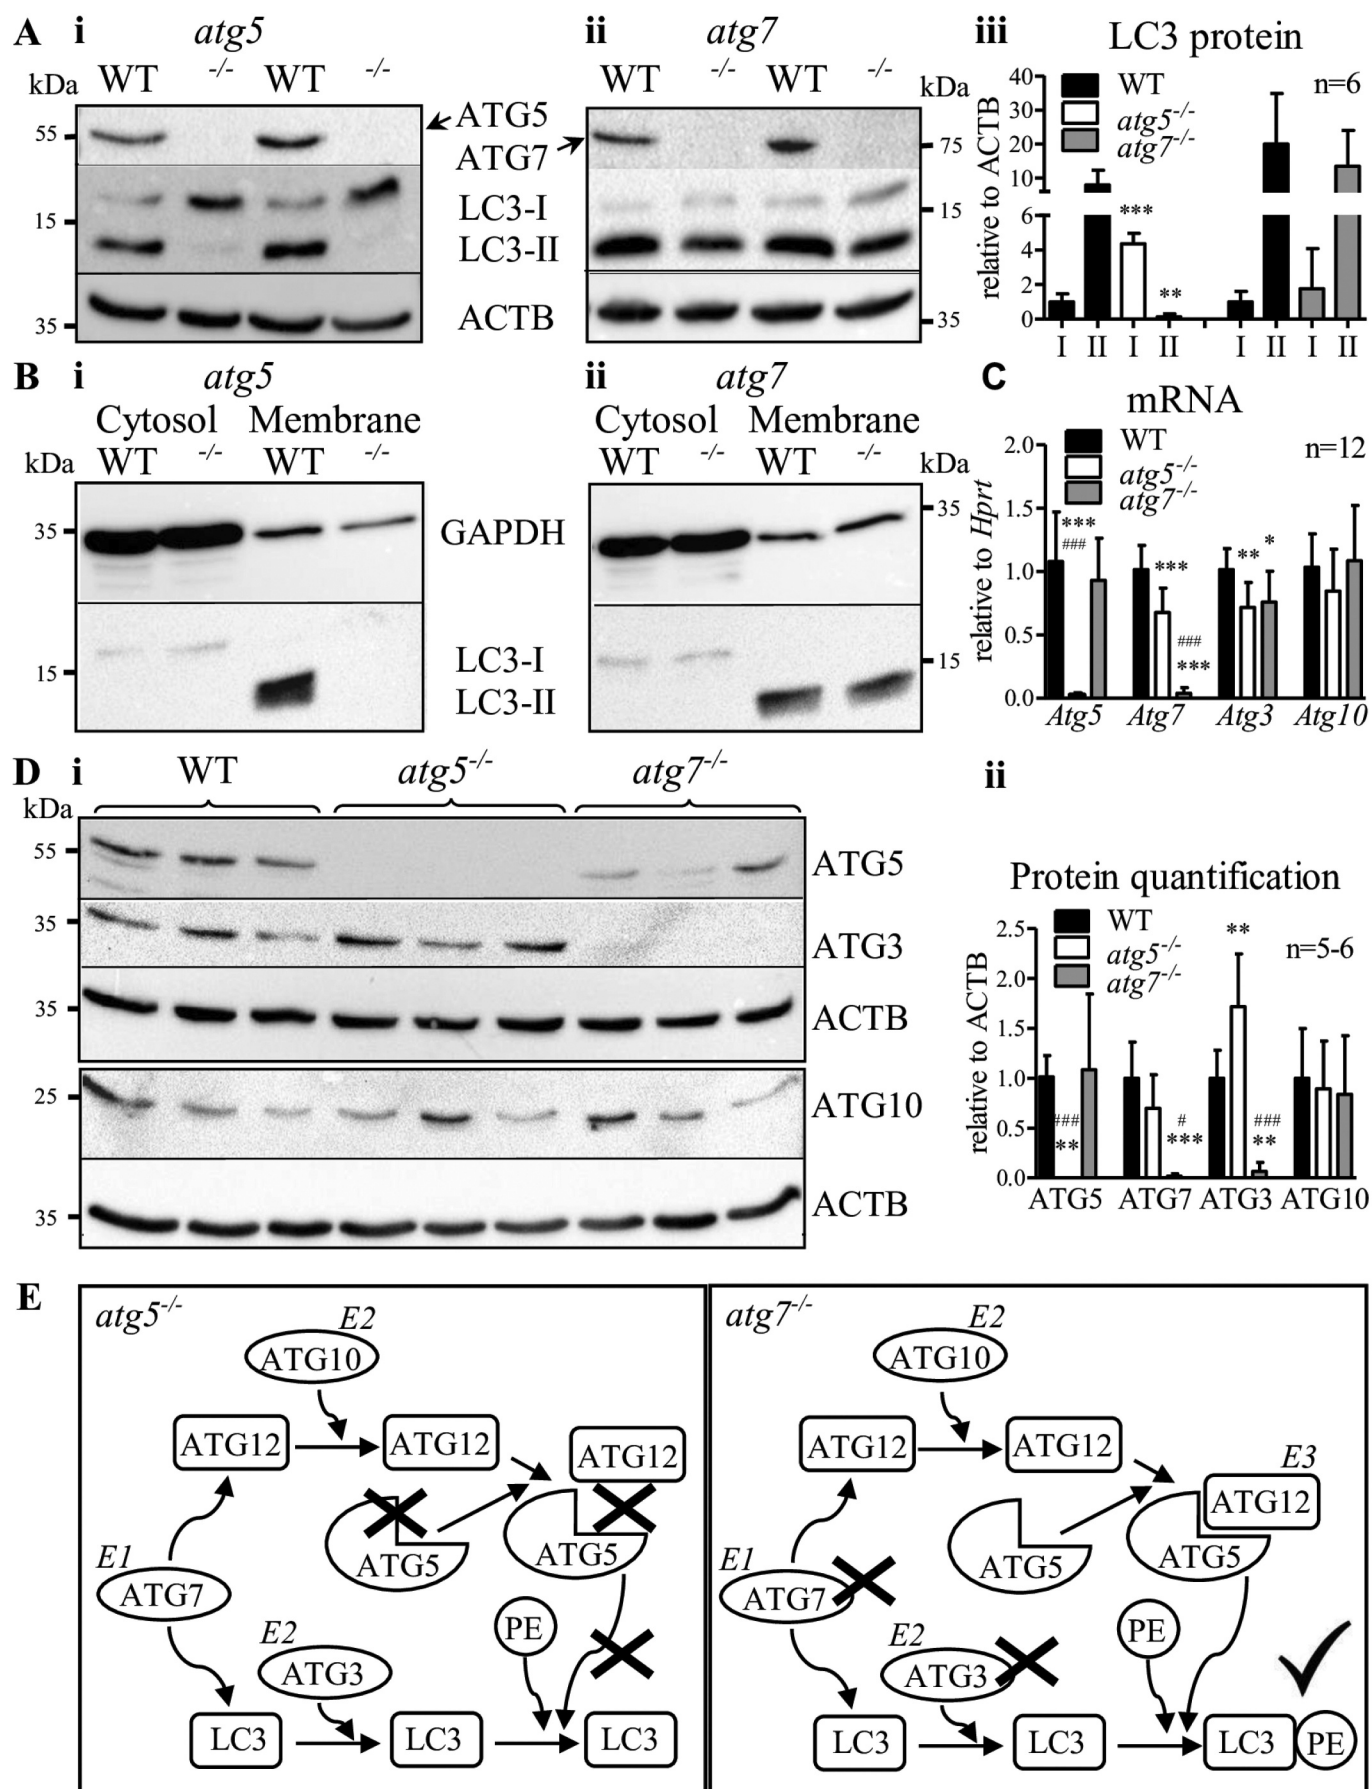 A i atg5 ii atg7 iii LC3 protein
kDa WT -/- WT -/- WT -/- WT -/- kDa
55 ATG5
ATG7 75
15 LC3-I 15
LC3-II
35 ACTB 35
relative to ACTB
40
30
20
10
6
4
2
0
WT
atg5-/-
atg7-/-
n=6
*** **
I II I II I II I II
B i atg5 ii atg7
Cytosol Membrane Cytosol Membrane
kDa WT -/- WT -/- WT -/- WT -/- kDa
35 GAPDH 35
15 LC3-I 15
LC3-II
C mRNA
relative to Hprt
2.0
1.5
1.0
0.5
0.0
WT
atg5-/-
atg7-/-
n=12
*** ### *** ### *** ** *
Atg5 Atg7 Atg3 Atg10
D i WT atg5-/- atg7-/-
kDa
55 ATG5
35 ATG3
35 ACTB
25 ATG10
35 ACTB
ii
Protein quantification
relative to ACTB
2.5
2.0
1.5
1.0
0.5
0.0
WT
atg5-/-
atg7-/-
n=5-6
### ** # *** ** ### **
ATG5 ATG7 ATG3 ATG10
E atg5-/-
E2
ATG10
ATG12 ATG12 ATG12
ATG5 ATG5
E1
ATG7
PE
E2
ATG3
LC3 LC3 LC3
atg7-/-
E2
ATG10
ATG12 ATG12
E3
ATG12
ATG5 ATG5
E1
ATG7
PE
E2
ATG3
LC3 LC3 LC3 PE